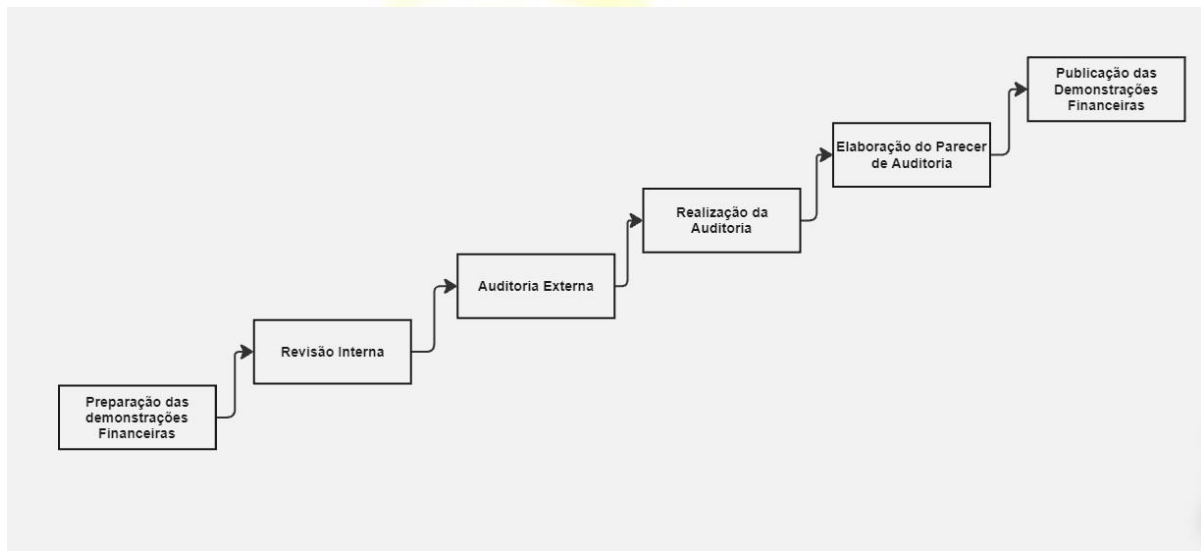 Publicação das
Demonstrações
Financeiras
Elaboração do Parecer
de Auditoria
Realização da
Auditoria
Auditoria Externa
Revisão Interna
Preparação das
demonstrações
Financeiras